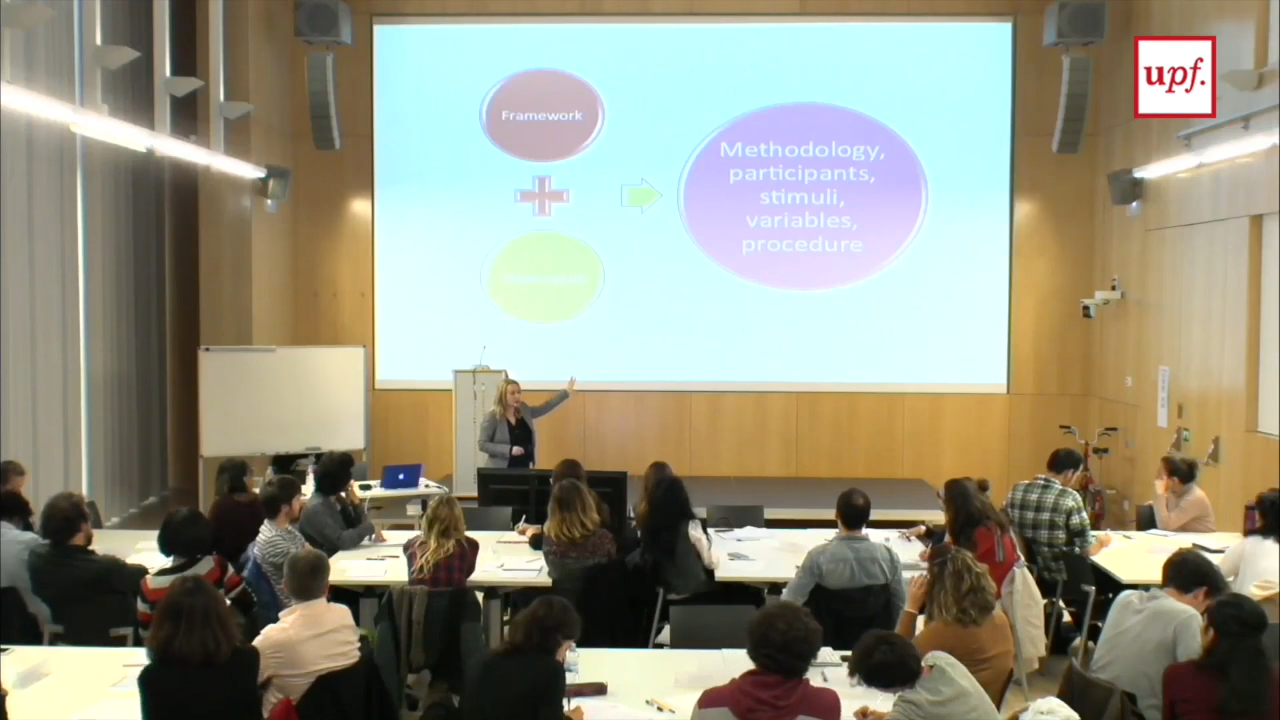 upf.
Framework
Methodology,
participants,
stimuli,
variables,
procedure